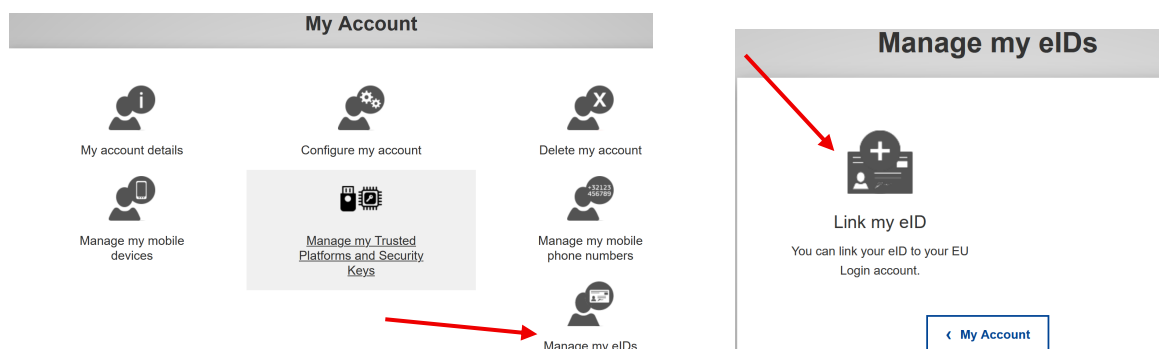 My Account
i
X
My account details
Configure my account
Delete my account
+32123
456789
Manage my mobile
devices
Manage my Trusted
Platforms and Security
Keys
Manage my mobile
phone numbers
Manage my eIDs
Manage my eIDs
Link my eID
You can link your eID to your EU
Login account.
‹ My Account